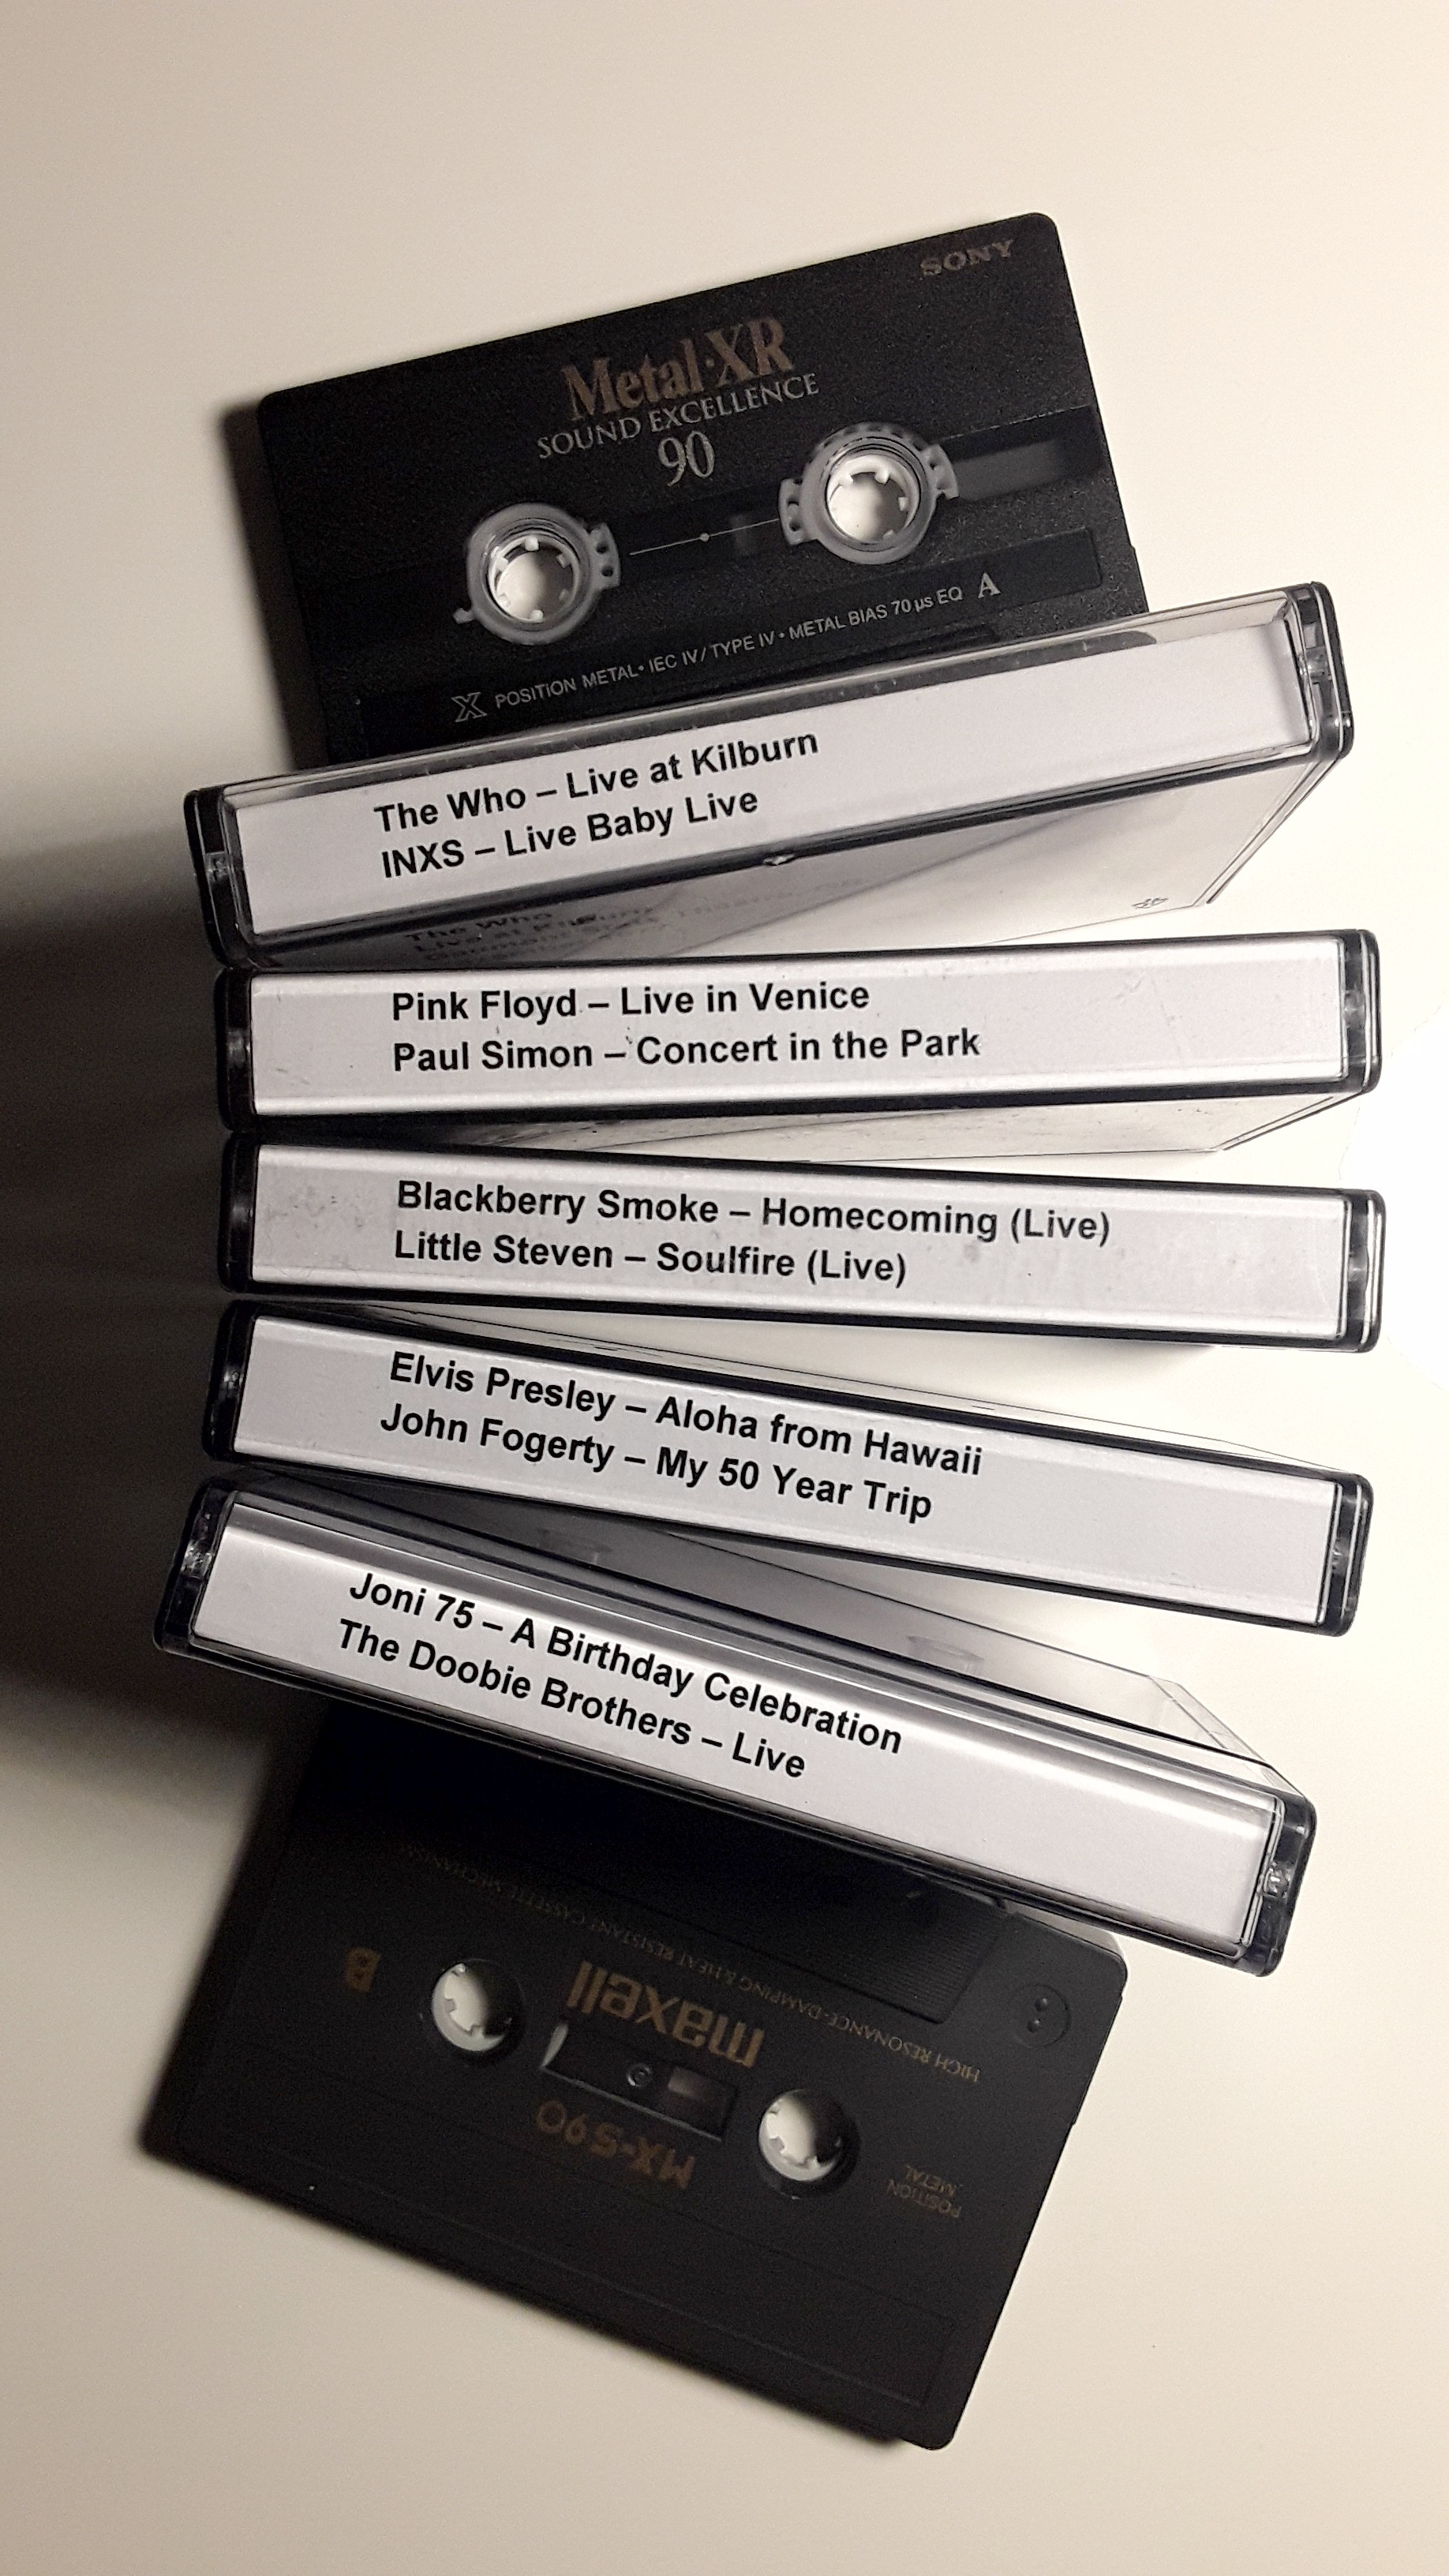 SONY
Metal·XR
SOUND EXCELLENCE
90
X POSITION METAL • IEC IV / TYPE IV • METAL BIAS 70 µs EQ A
The Who – Live at Kilburn
INXS – Live Baby Live
The Who
Pink Floyd – Live in Venice
Paul Simon – Concert in the Park
Blackberry Smoke – Homecoming (Live)
Little Steven – Soulfire (Live)
Elvis Presley – Aloha from Hawaii
John Fogerty – My 50 Year Trip
Joni 75 – A Birthday Celebration
The Doobie Brothers – Live
POSITION
METAL
MX-S 90
B
maxell
HIGH RESONANCE-DAMPING & HEAT RESISTANT CASSETTE MECHANISM